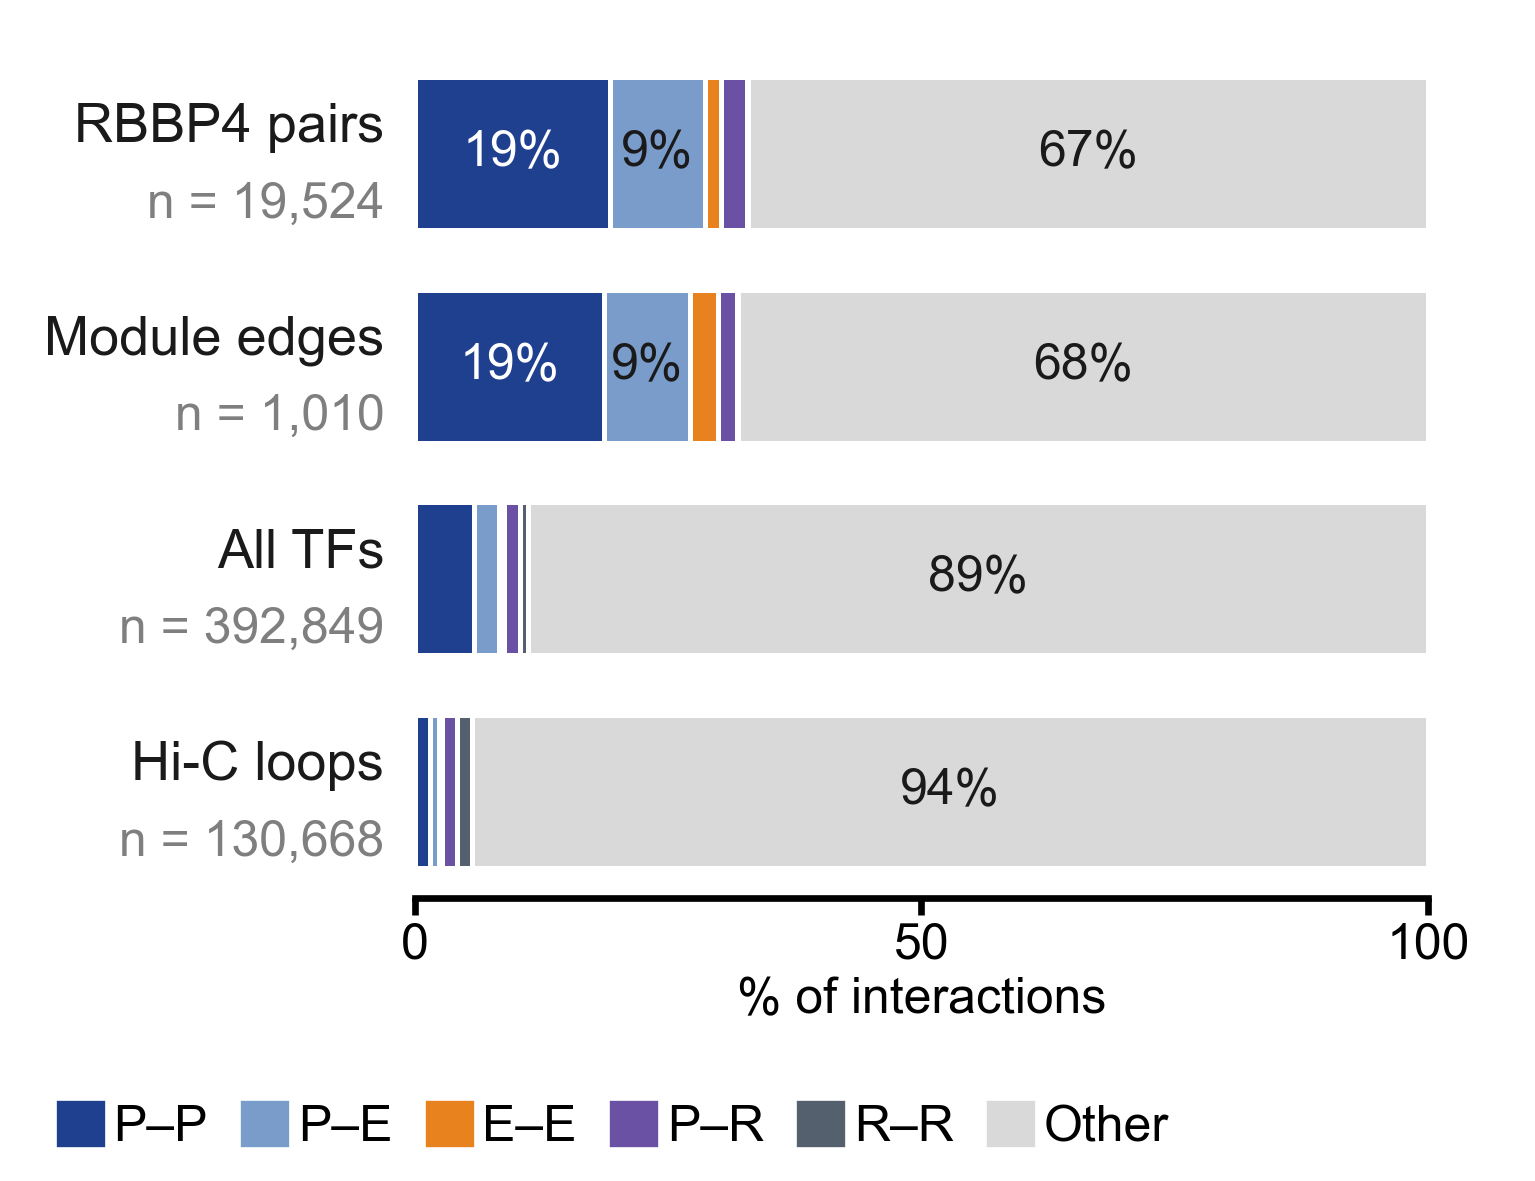 RBBP4 pairs
n = 19,524
19% 9% 67%
Module edges
n = 1,010
19% 9% 68%
All TFs
n = 392,849
89%
Hi-C loops
n = 130,668
94%
0 50 100
% of interactions
P–P P–E E–E P–R R–R Other